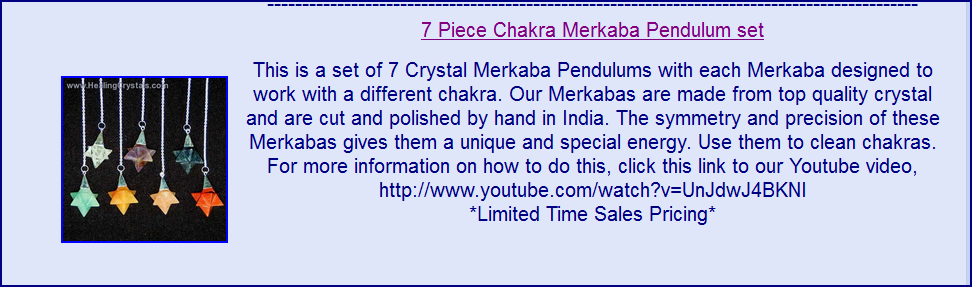 7 Piece Chakra Merkaba Pendulum set
www.HealingCrystals.com
This is a set of 7 Crystal Merkaba Pendulums with each Merkaba designed to
work with a different chakra. Our Merkabas are made from top quality crystal
and are cut and polished by hand in India. The symmetry and precision of these
Merkabas gives them a unique and special energy. Use them to clean chakras.
For more information on how to do this, click this link to our Youtube video,
http://www.youtube.com/watch?v=UnJdwJ4BKNI
*Limited Time Sales Pricing*